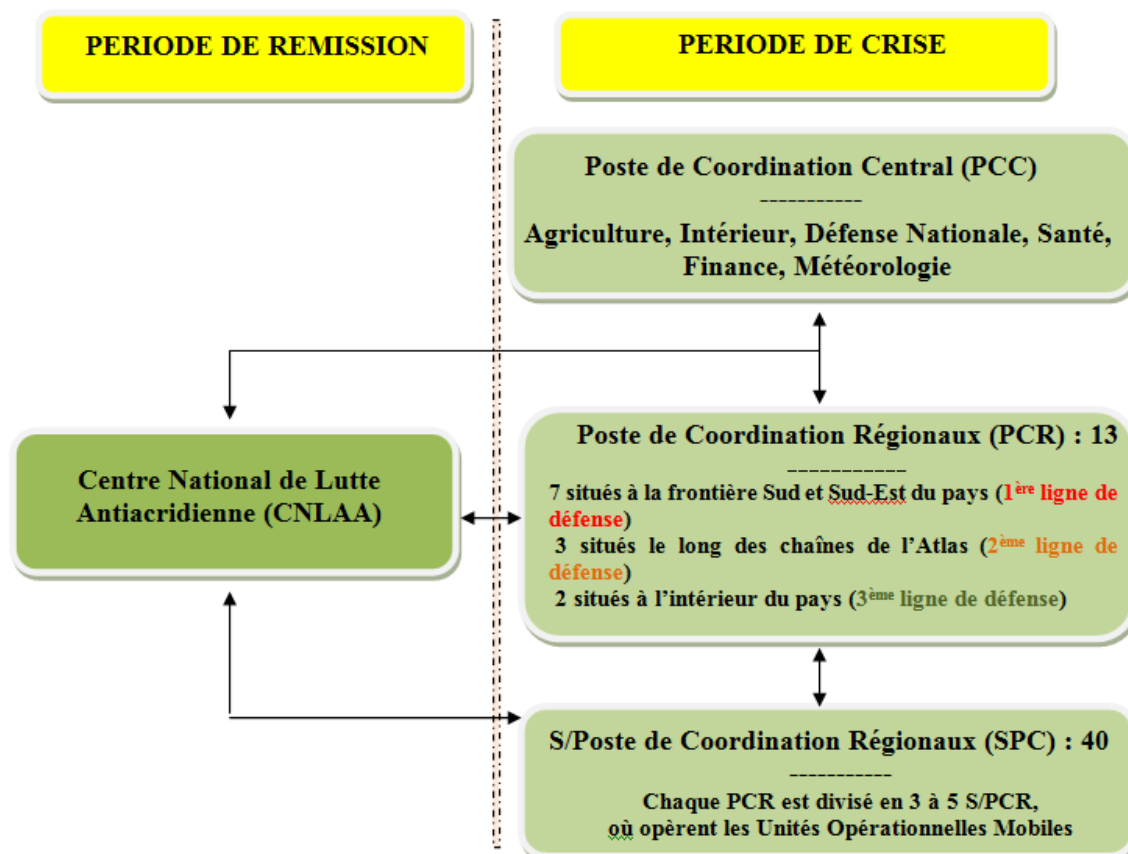 PERIODE DE REMISSION
PERIODE DE CRISE
Poste de Coordination Central (PCC)
-----------
Agriculture, Intérieur, Défense Nationale, Santé,
Finance, Météorologie
Centre National de Lutte
Antiacridienne (CNLAA)
Poste de Coordination Régionaux (PCR) : 13
-----------
7 situés à la frontière Sud et Sud-Est du pays (1ère ligne de
défense)
3 situés le long des chaînes de l'Atlas (2ème ligne de
défense)
2 situés à l'intérieur du pays (3ème ligne de défense)
S/Poste de Coordination Régionaux (SPC) : 40
-----------
Chaque PCR est divisé en 3 à 5 S/PCR,
où opèrent les Unités Opérationnelles Mobiles